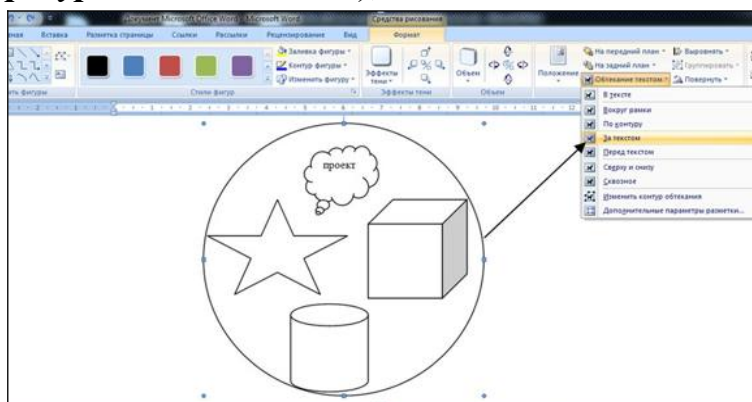 Документ Microsoft Office Word - Microsoft Word
Средства рисования
Вставка Разметка страницы Ссылки Рассылки Рецензирование Вид Формат
Заливка фигуры
Контур фигуры
Изменить фигуру
Стили фигур
Эффекты тени
Эффекты тени
Объем
Объем
Положение
На передний план
На задний план
Обтекание текстом
Выровнять
Группировать
Повернуть
В тексте
Вокруг рамки
По контуру
За текстом
Перед текстом
Сверху и снизу
Сквозное
Изменить контур обтекания
Дополнительные параметры разметки...
проект